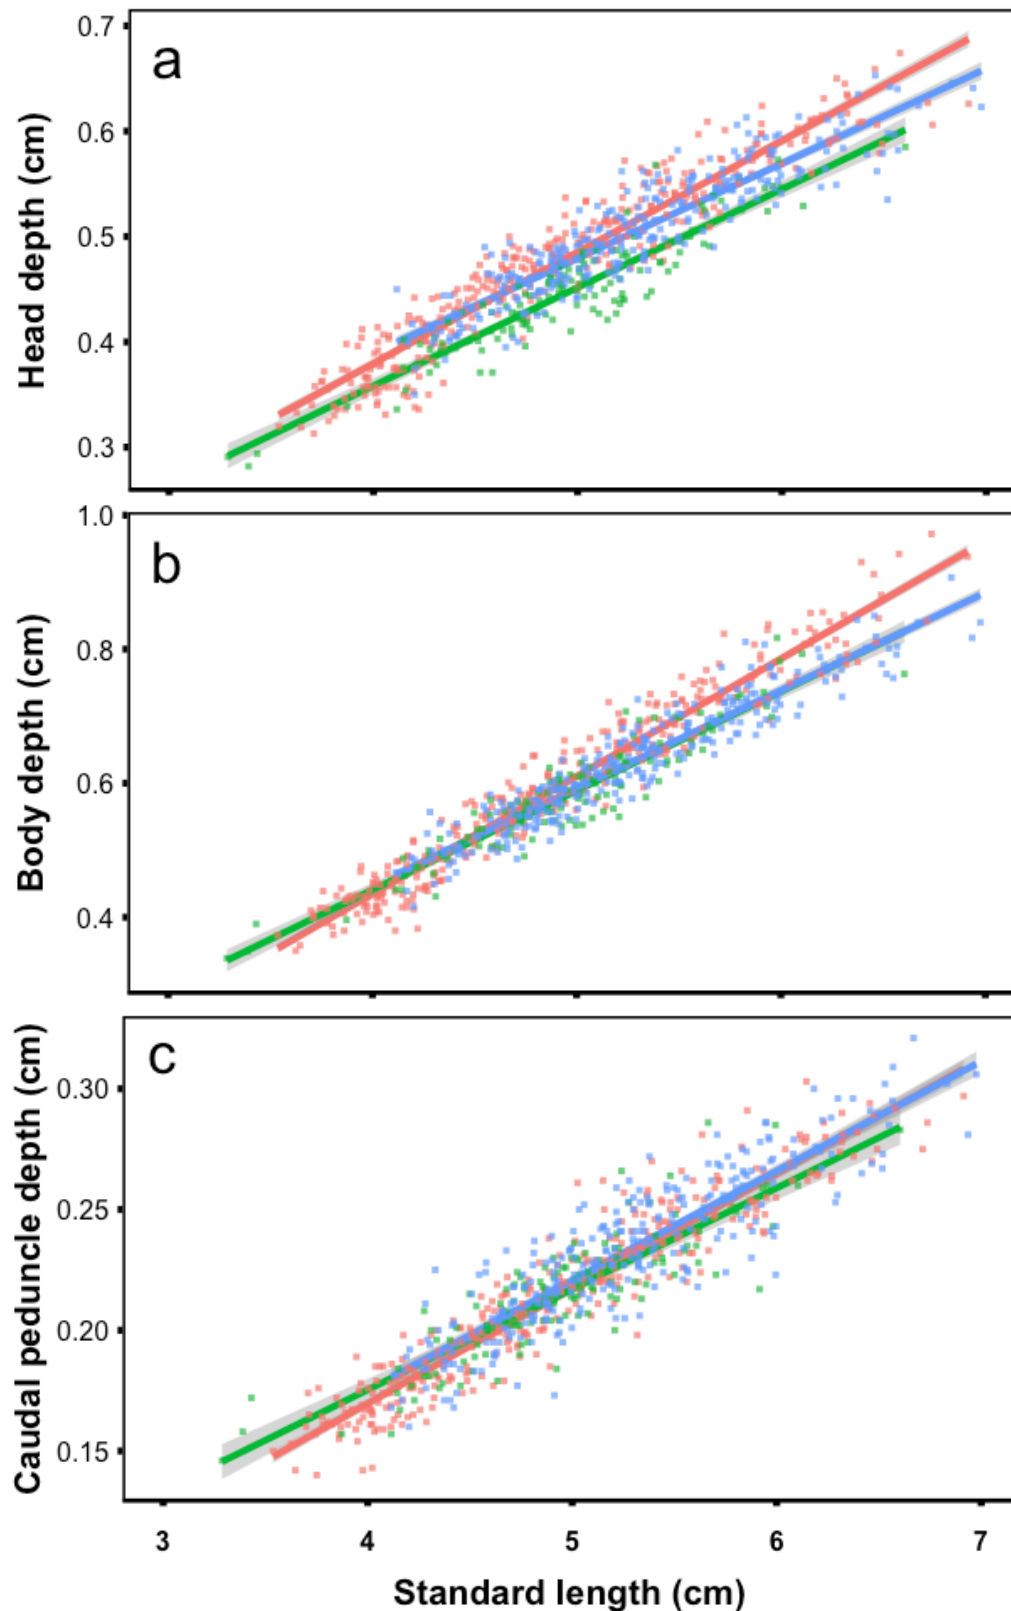 a
Head depth (cm)
0.7
0.6
0.5
0.4
0.3
b
Body depth (cm)
1.0
0.8
0.6
0.4
c
Caudal peduncle depth (cm)
0.30
0.25
0.20
0.15
3 4 5 6 7
Standard length (cm)